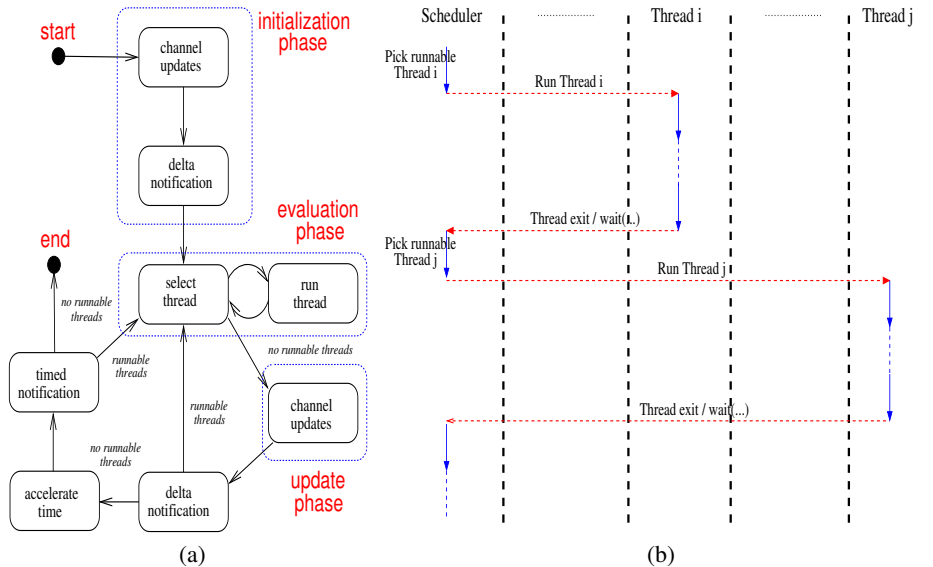 start
initialization
phase
channel
updates
delta
notification
evaluation
phase
end
select
thread
run
thread
no runnable
threads
runnable
threads
no runnable threads
timed
notification
channel
updates
runnable
threads
no runnable
threads
update
phase
accelerate
time
delta
notification
(a)
Scheduler
Thread i
Thread j
Pick runnable
Thread i
Run Thread i
Thread exit / wait(...)
Pick runnable
Thread j
Run Thread j
Thread exit / wait(...)
(b)